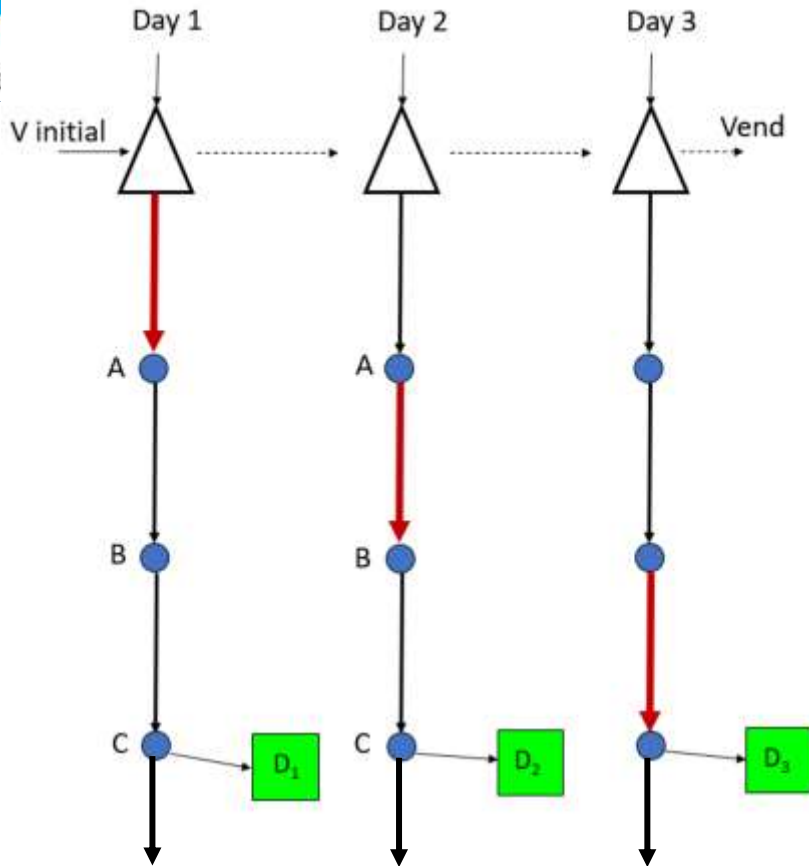 Day 1 Day 2 Day 3
V initial Vend
A A
B B
C C
D₁ D₂ D₃